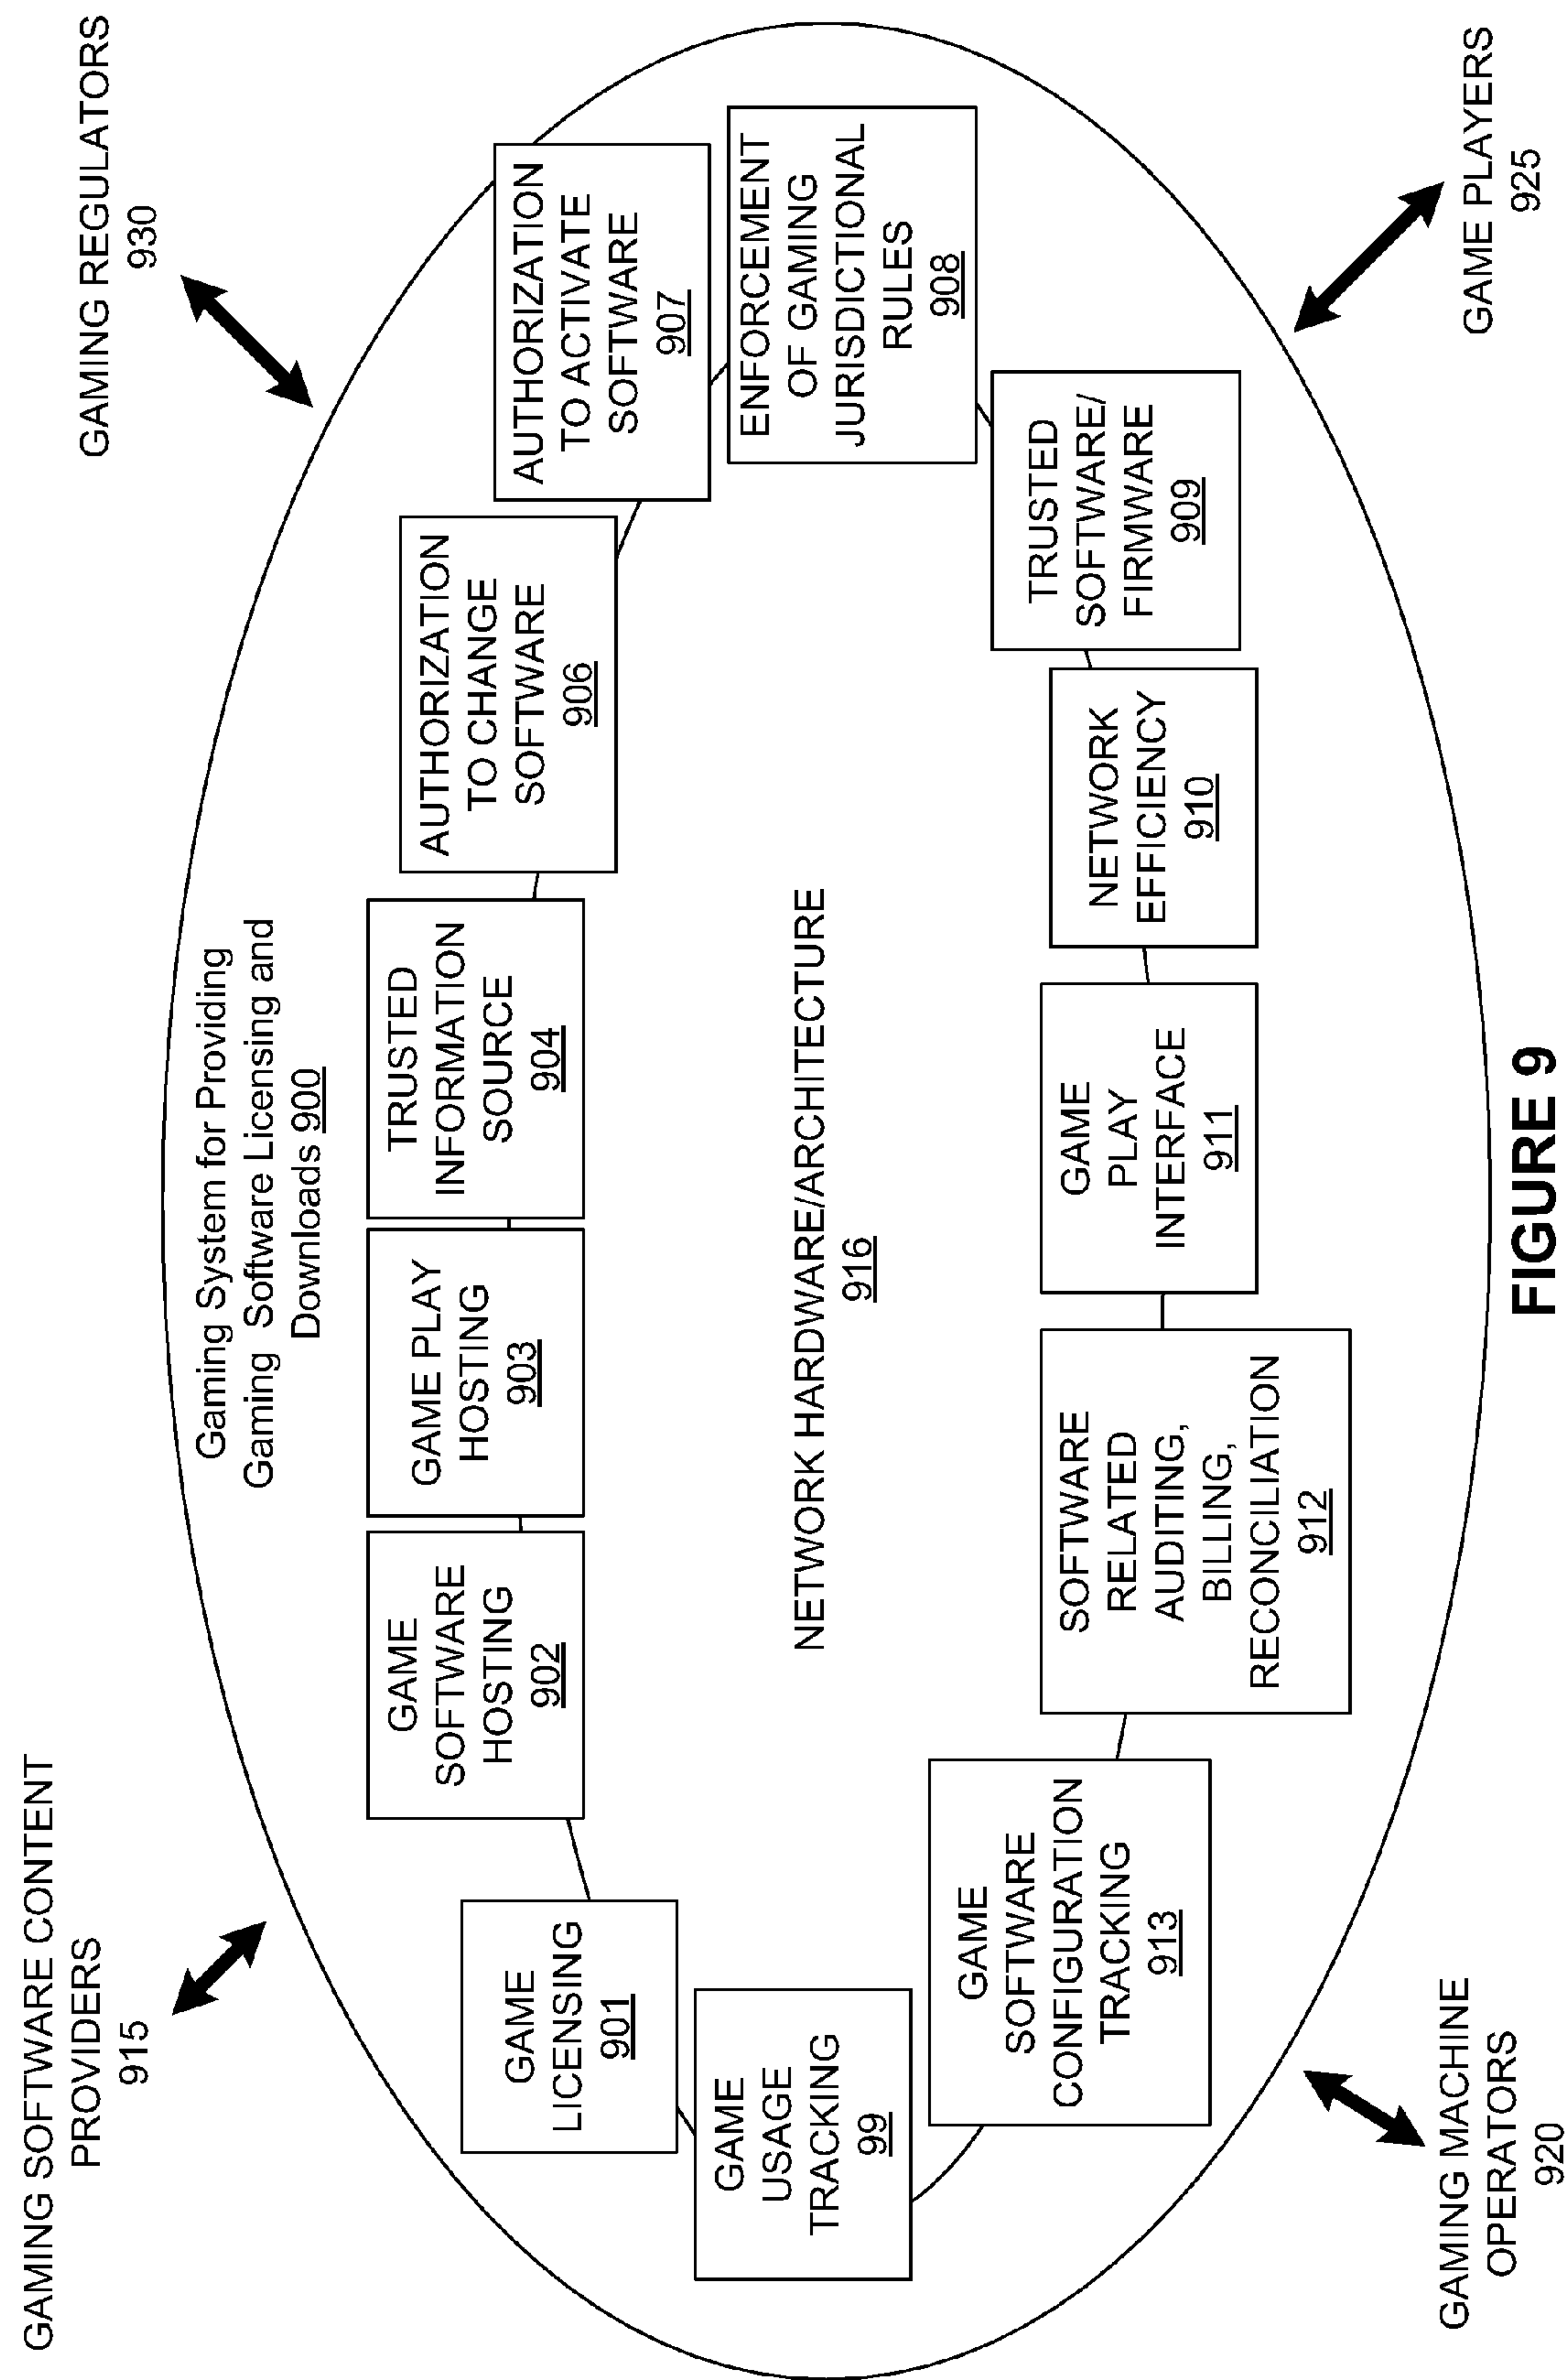 GAMING SOFTWARE CONTENT
PROVIDERS
915
GAMING REGULATORS
930
Gaming System for Providing
Gaming Software Licensing and
Downloads 900
GAME
LICENSING
901
GAME
SOFTWARE
HOSTING
902
GAME PLAY
HOSTING
903
TRUSTED
INFORMATION
SOURCE
904
AUTHORIZATION
TO CHANGE
SOFTWARE
906
AUTHORIZATION
TO ACTIVATE
SOFTWARE
907
GAME
USAGE
TRACKING
99
NETWORK HARDWARE/ARCHITECTURE
916
ENFORCEMENT
OF GAMING
JURISDICTIONAL
RULES
908
GAME
SOFTWARE
CONFIGURATION
TRACKING
913
SOFTWARE
RELATED
AUDITING,
BILLING,
RECONCILIATION
912
GAME
PLAY
INTERFACE
911
NETWORK
EFFICIENCY
910
TRUSTED
SOFTWARE/
FIRMWARE
909
GAMING MACHINE
OPERATORS
920
GAME PLAYERS
925
FIGURE 9